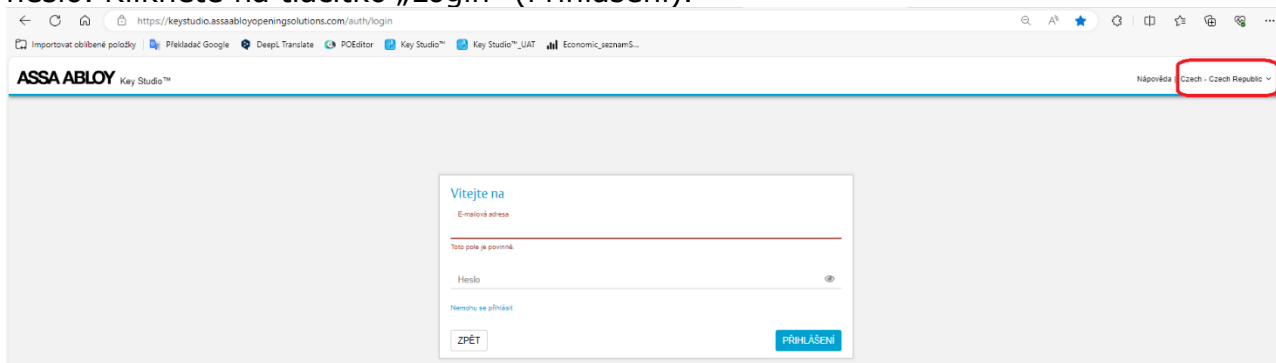 heslo. Klikněte na tlačítko „Login“ (Přihlášení).
https://keystudio.assaabloyopeningsolutions.com/auth/login
Importovat oblíbené položky Překladač Google DeepL Translate POEditor Key Studio™ Key Studio™_UAT Economic_seznamS...
ASSA ABLOY Key Studio™
Nápověda | Czech - Czech Republic
Vítejte na
E-mailová adresa
Toto pole je povinné.
Heslo
Nemohu se přihlásit
ZPĚT PŘIHLÁŠENÍ